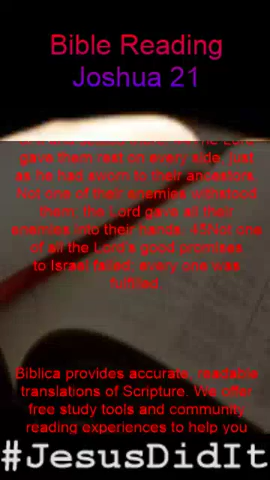 Bible Reading
Joshua 21
gave them rest on every side, just
as he had sworn to their ancestors.
Not one of their enemies withstood
them; the Lord gave all their
enemies into their hands. 45Not one
of all the Lord's good promises
to Israel failed; every one was
fulfilled.
Biblica provides accurate, readable
translations of Scripture. We offer
free study tools and community
reading experiences to help you
#JesusDidIt